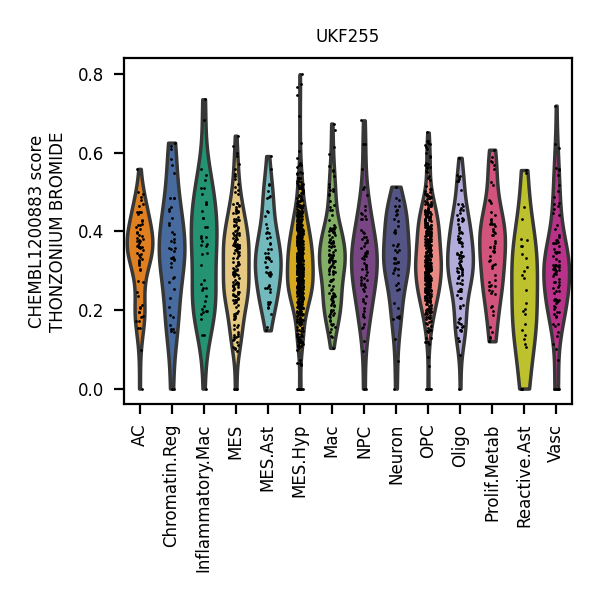 UKF255
CHEMBL1200883 score
THONZONIUM BROMIDE
0.8
0.6
0.4
0.2
0.0
AC
Chromatin.Reg
Inflammatory.Mac
MES
MES.Ast
MES.Hyp
Mac
NPC
Neuron
OPC
Oligo
Prolif.Metab
Reactive.Ast
Vasc